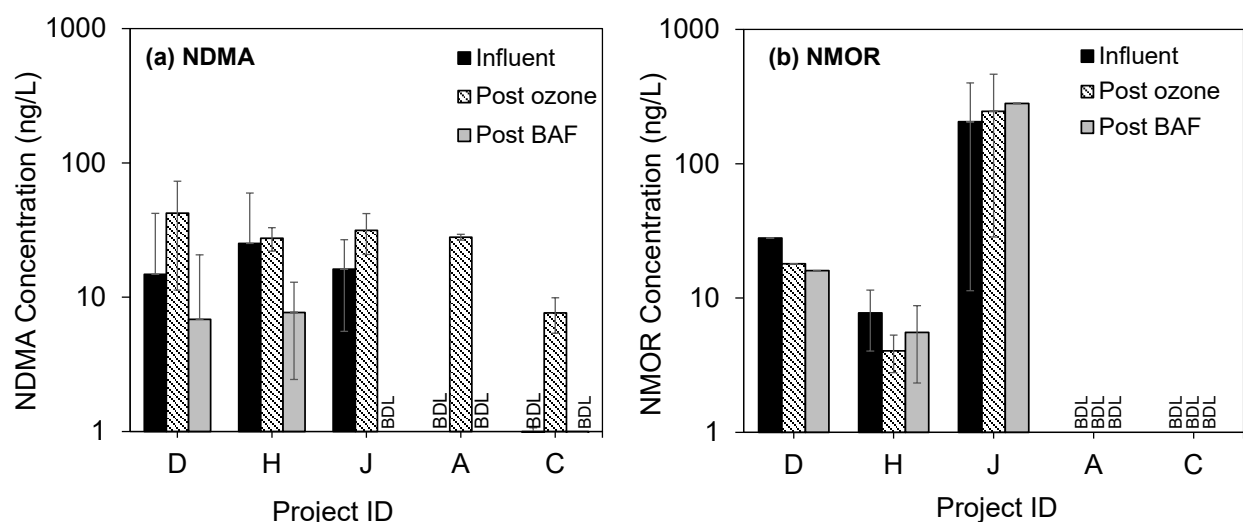 (a) NDMA
Influent
Post ozone
Post BAF
NDMA Concentration (ng/L)
1000
100
10
1
BDL
BDL
BDL
BDL
BDL
D H J A C
Project ID
(b) NMOR
Influent
Post ozone
Post BAF
NMOR Concentration (ng/L)
1000
100
10
1
BDL
BDL
BDL
BDL
BDL
BDL
D H J A C
Project ID